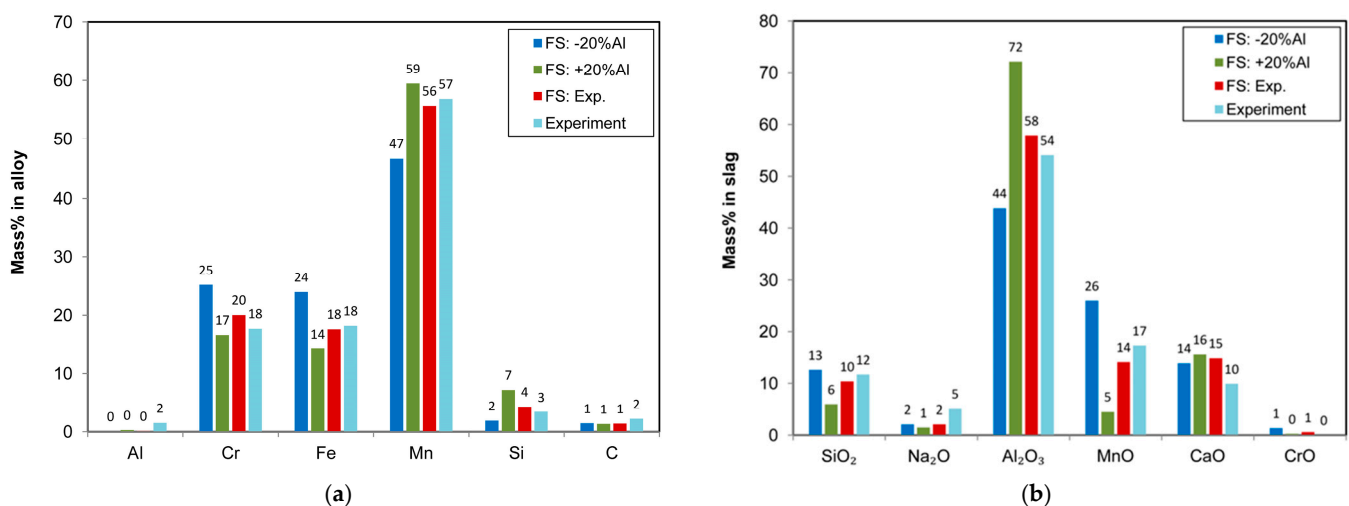 70
60
50
40
30
20
10
0
Mass% in alloy
FS: -20%Al
FS: +20%Al
FS: Exp.
Experiment
0 0 0 2
25 17 20 18
24 14 18 18
47 59 56 57
2 7 4 3
1 1 1 2
Al Cr Fe Mn Si C
(a)
80
70
60
50
40
30
20
10
0
Mass% in slag
FS: -20%Al
FS: +20%Al
FS: Exp.
Experiment
13 6 10 12
2 1 2 5
44 72 58 54
26 5 14 17
14 16 15 10
1 0 1 0
SiO₂ Na₂O Al₂O₃ MnO CaO CrO
(b)